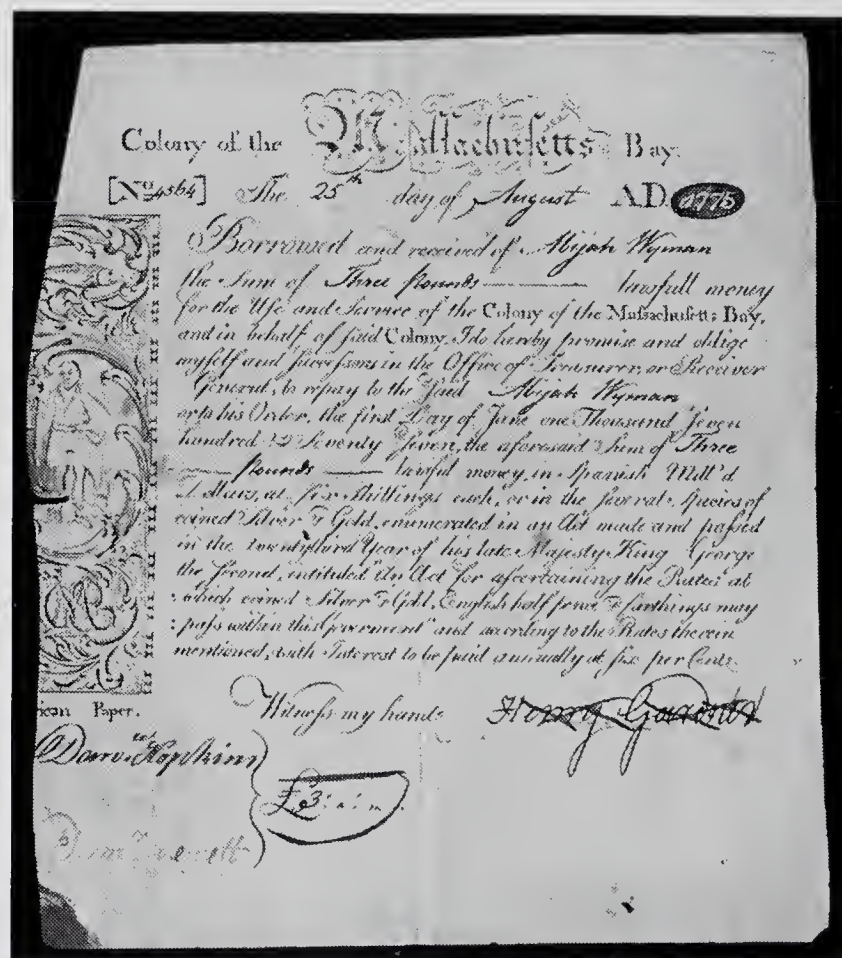 Colony of the Massachusetts Bay.
[No 4564] The 25th day of August A.D. 1775
Borrowed and received of Abijah Wyman
the Sum of Three Pounds lawfull money
for the Use and Service of the Colony of the Massachusetts Bay,
and in behalf of said Colony, I do hereby promise and oblige
myself and Successors in the Office of Treasurer, or Receiver
General, to repay to the said Abijah Wyman
or to his Order, the first Day of June one Thousand Seven
hundred & Seventy Seven, the aforesaid Sum of Three
Pounds lawful money, in Spanish Mill'd
Dollars, at Six Shillings each, or in the several Species of
coined Silver & Gold, enumerated in an Act made and passed
in the twenty third Year of his late Majesty King George
the Second, intituled "An Act for ascertaining the Rates at
which coined Silver & Gold, English half pence & farthings may
pass within this Government" and according to the Rates therein
mentioned, with Interest to be paid annually at six per Cent.
rican Paper.
Witness my hand
Henry Gardner
Hopkins
£3